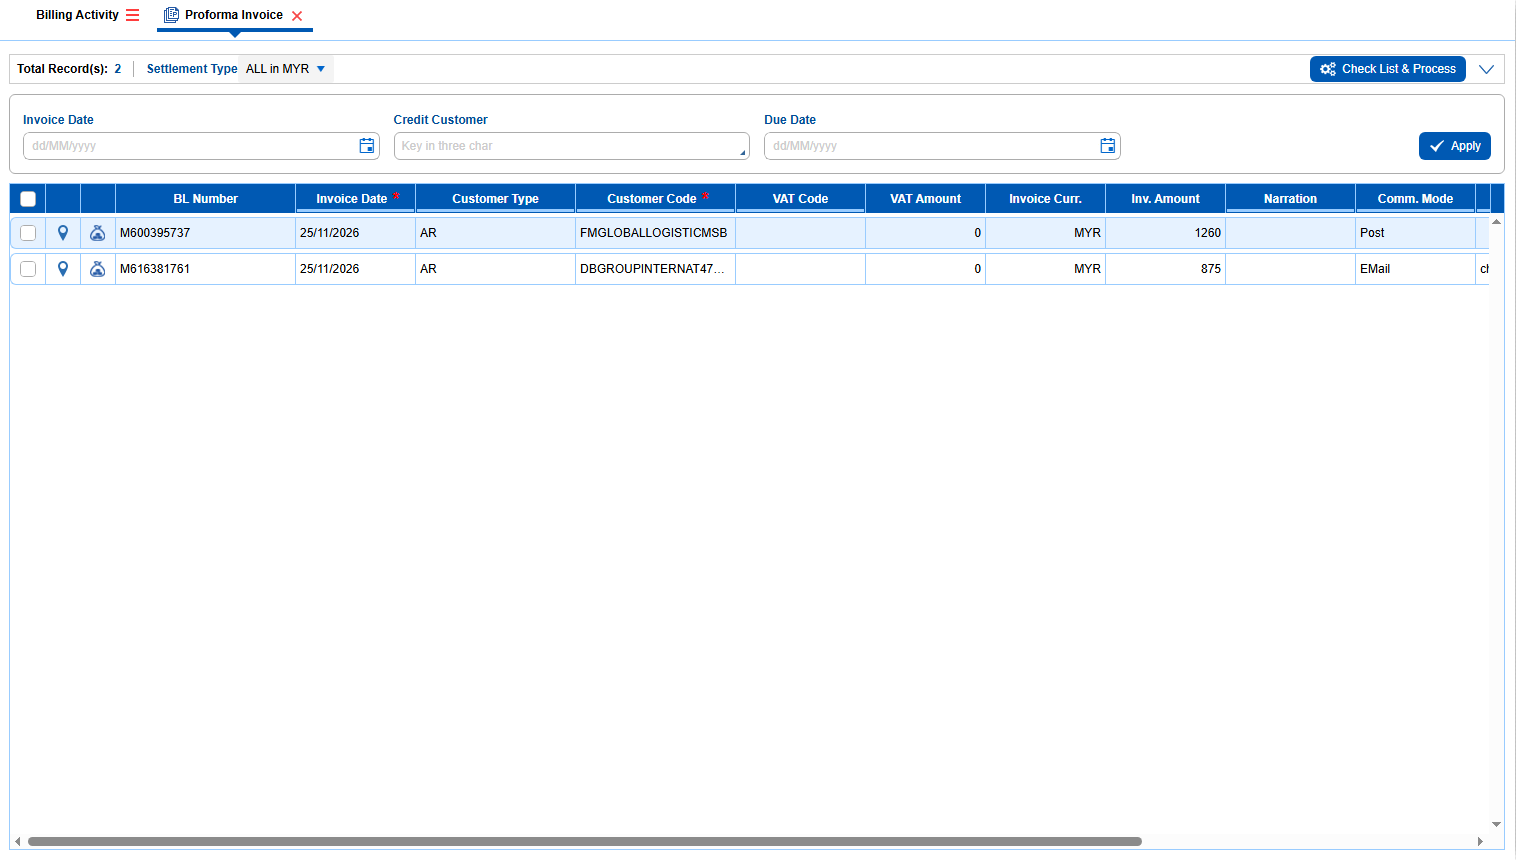 Billing Activity Proforma Invoice
Total Record(s): 2 Settlement Type ALL in MYR Check List & Process
Invoice Date Credit Customer Due Date
dd/MM/yyyy Key in three char dd/MM/yyyy Apply
BL Number Invoice Date * Customer Type Customer Code * VAT Code VAT Amount Invoice Curr. Inv. Amount Narration Comm. Mode
M600395737 25/11/2026 AR FMGLOBALLOGISTICMSB 0 MYR 1260 Post
M616381761 25/11/2026 AR DBGROUPINTERNAT47... 0 MYR 875 EMail